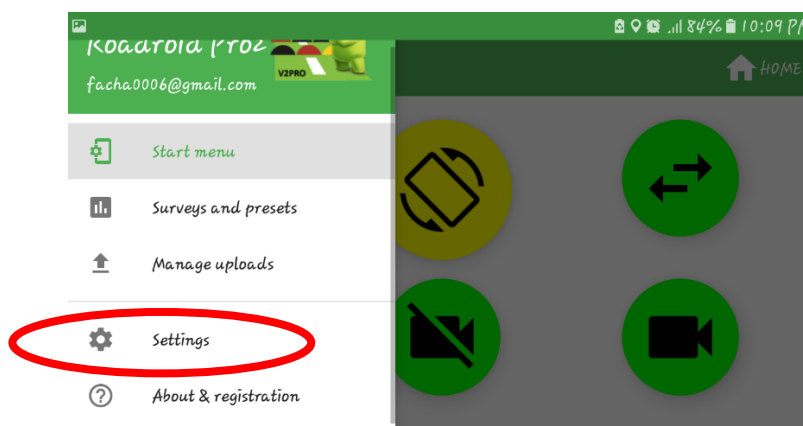 84% 10:09 PM
Roadroid Pro2
V2PRO
facha0006@gmail.com
HOME
Start menu
Surveys and presets
Manage uploads
Settings
About & registration